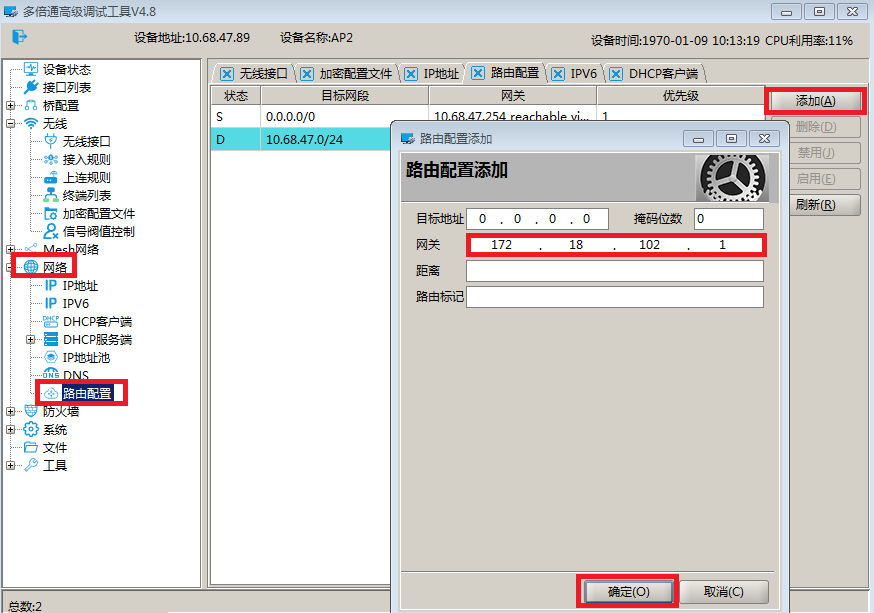 多倍通高级调试工具V4.8
设备地址:10.68.47.89 设备名称:AP2 设备时间:1970-01-09 10:13:19 CPU利用率:11%
设备状态
接口列表
桥配置
无线
无线接口
接入规则
上连规则
终端列表
加密配置文件
信号阀值控制
Mesh网络
网络
IP地址
IPV6
DHCP客户端
DHCP服务端
IP地址池
DNS
路由配置
防火墙
系统
文件
工具
无线接口 加密配置文件 IP地址 路由配置 IPV6 DHCP客户端
状态 目标网段 网关 优先级
S 0.0.0.0/0 10.68.47.254 reachable vi... 1
D 10.68.47.0/24
添加(A)
删除(D)
禁用(J)
启用(E)
刷新(R)
路由配置添加
路由配置添加
目标地址 0 . 0 . 0 . 0 掩码位数 0
网关 172 . 18 . 102 . 1
距离
路由标记
确定(O) 取消(C)
总数:2